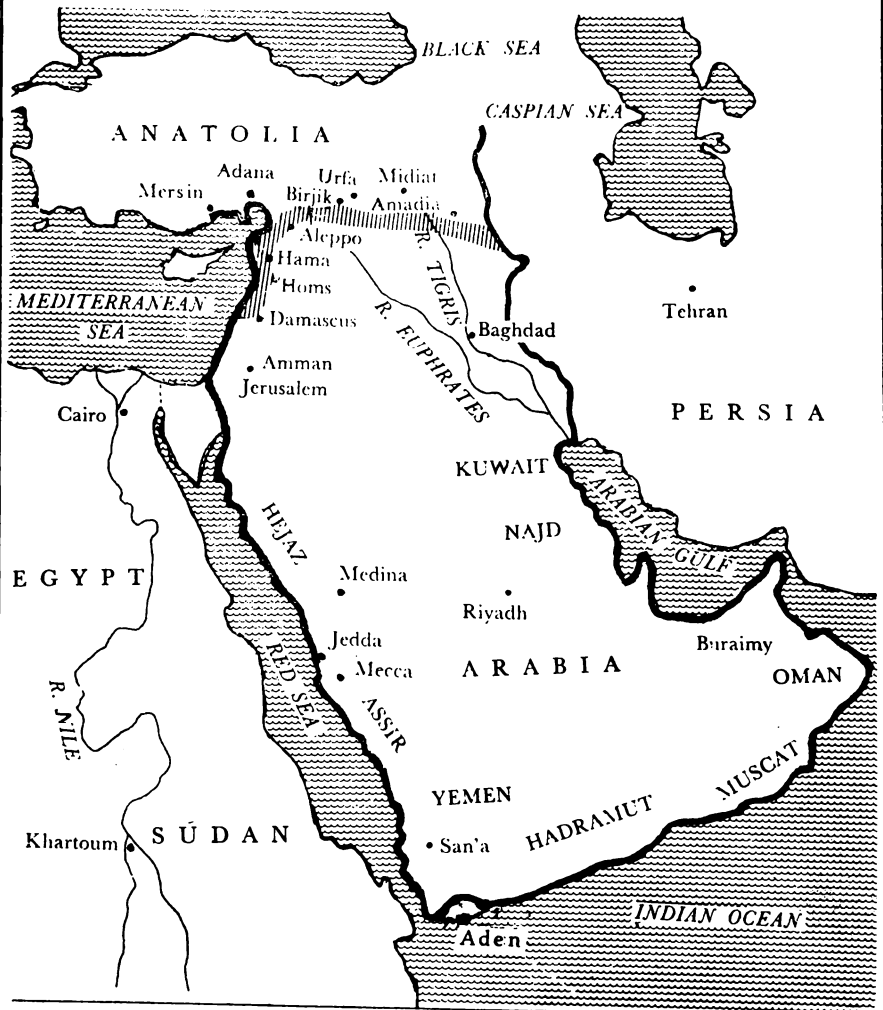 BLACK SEA
CASPIAN SEA
ANATOLIA
Adana
Urfa
Midiat
Mersin
Birjik
Amadia
Aleppo
R. TIGRIS
Hama
Homs
MEDITERRANEAN
SEA
R. EUPHRATES
Damascus
Baghdad
Tehran
Amman
Jerusalem
Cairo
PERSIA
KUWAIT
ARABIAN GULF
HEJAZ
NAJD
EGYPT
Medina
Riyadh
RED SEA
Jedda
Mecca
ARABIA
Buraimy
OMAN
R. NILE
ASSIR
YEMEN
HADRAMUT
MUSCAT
Khartoum
SÚDAN
San'a
INDIAN OCEAN
Aden